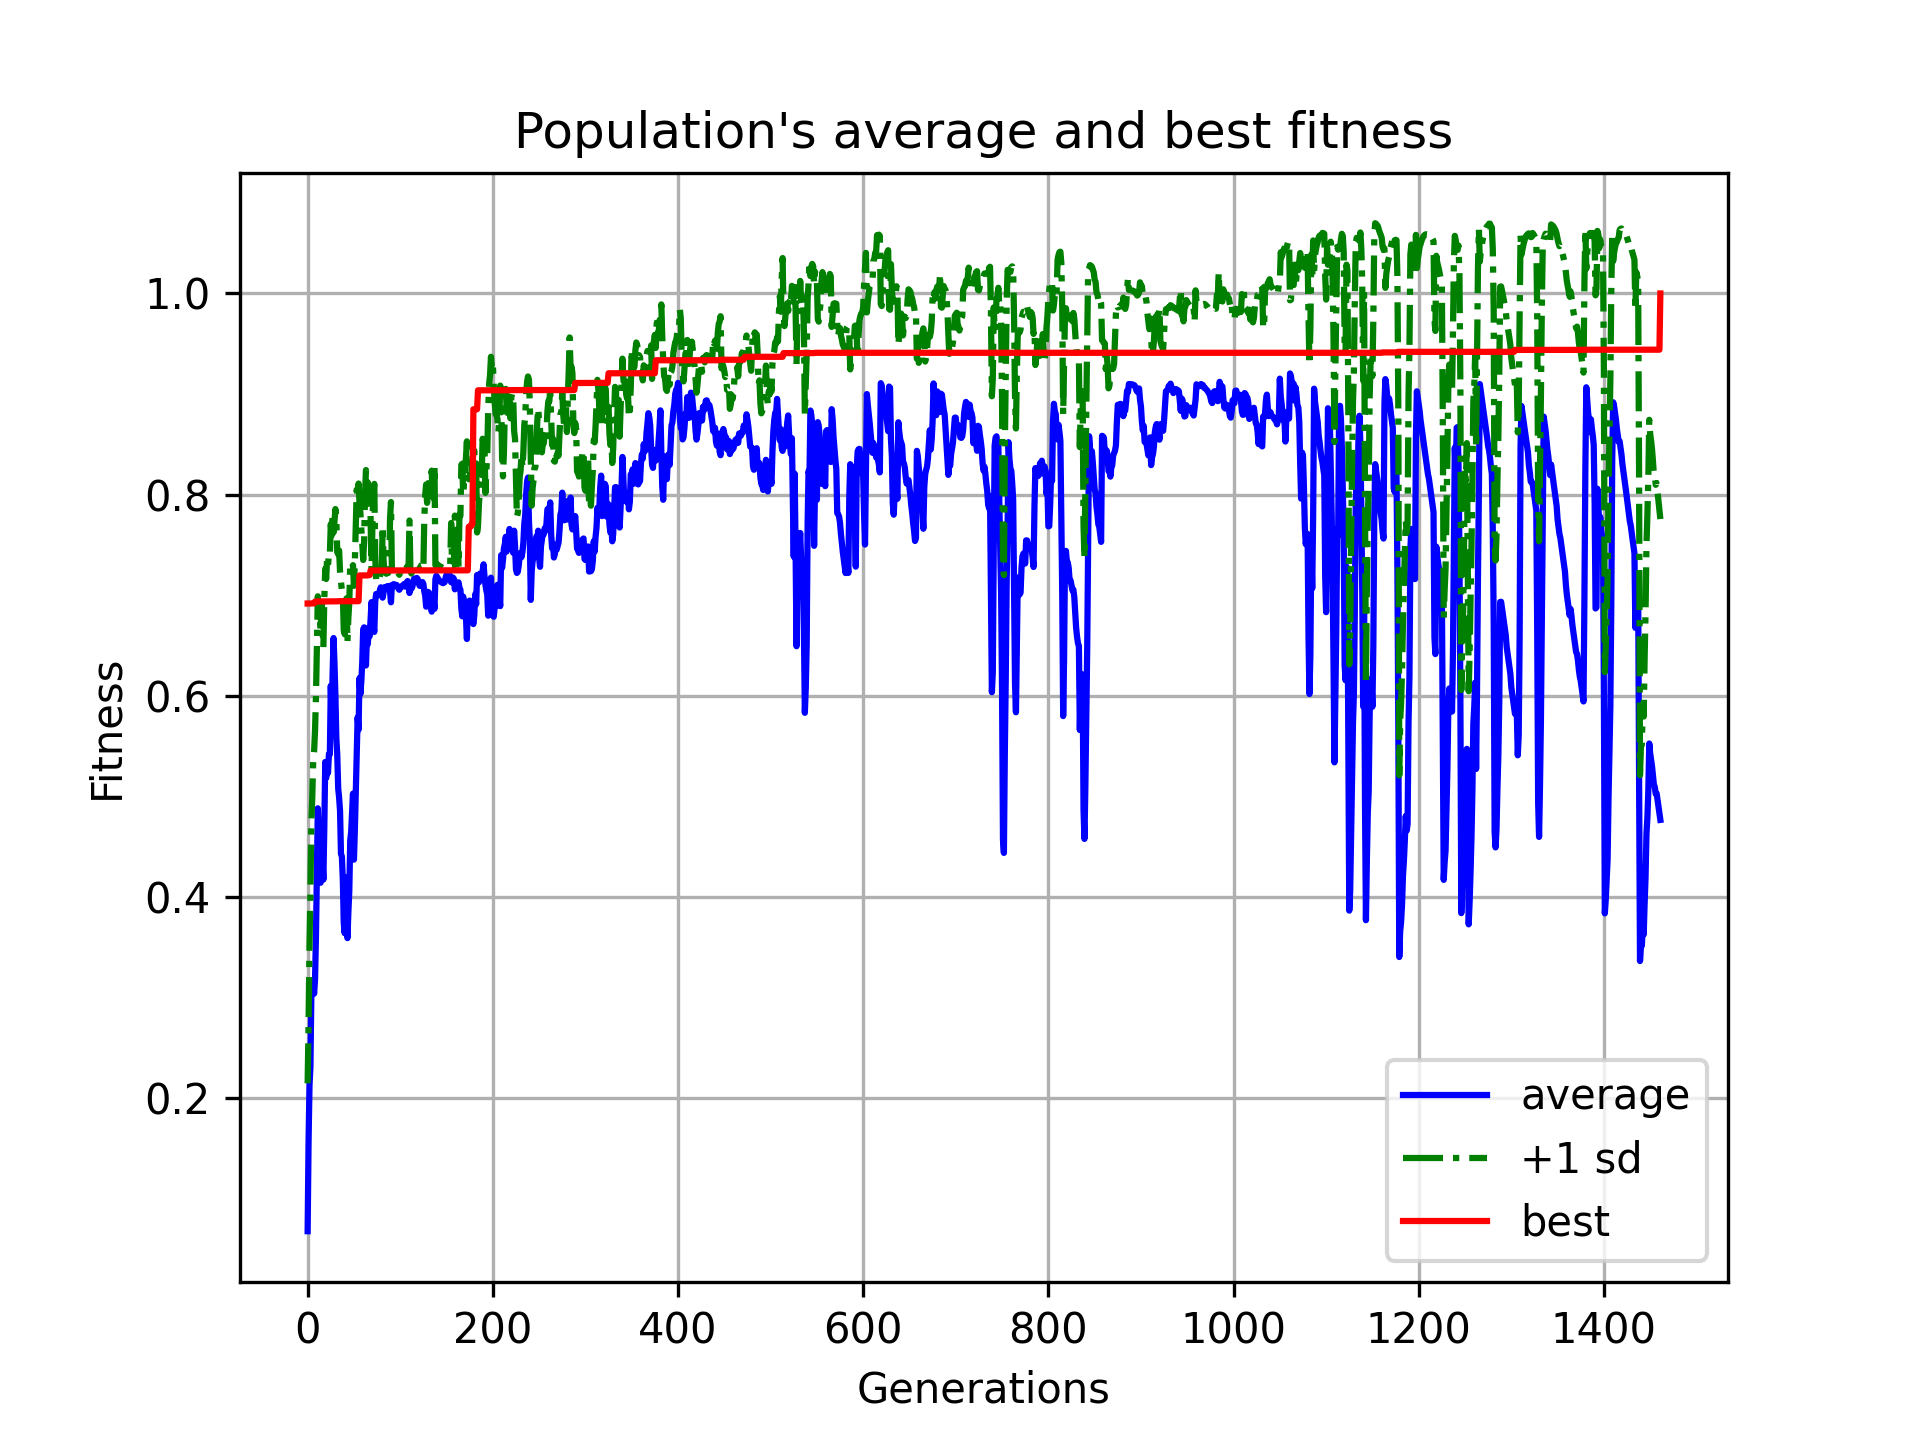 Population's average and best fitness
Fitness
1.0
0.8
0.6
0.4
0.2
average
+1 sd
best
0 200 400 600 800 1000 1200 1400
Generations